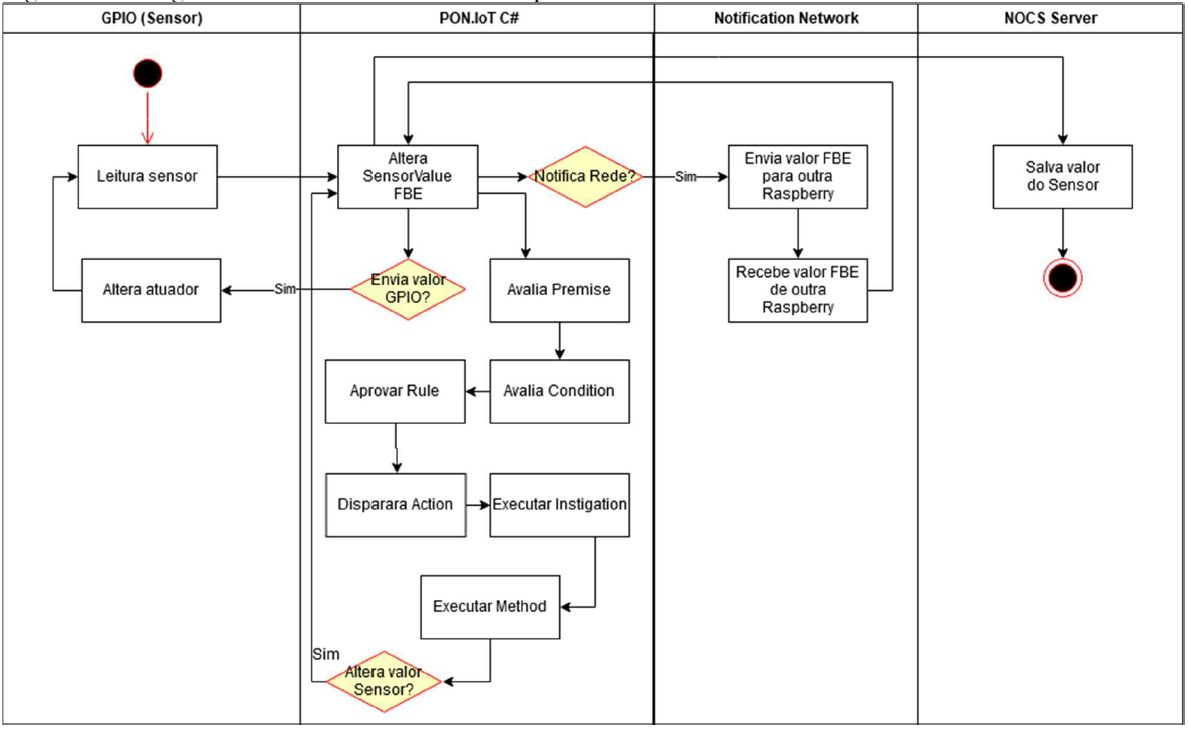 GPIO (Sensor)
PON.IoT C#
Notification Network
NOCS Server
Leitura sensor
Altera
SensorValue
FBE
Notifica Rede?
Sim
Envia valor FBE
para outra
Raspberry
Salva valor
do Sensor
Altera atuador
Sim
Envia valor
GPIO?
Avalia Premise
Recebe valor FBE
de outra
Raspberry
Aprovar Rule
Avalia Condition
Disparara Action
Executar Instigation
Executar Method
Sim
Altera valor
Sensor?